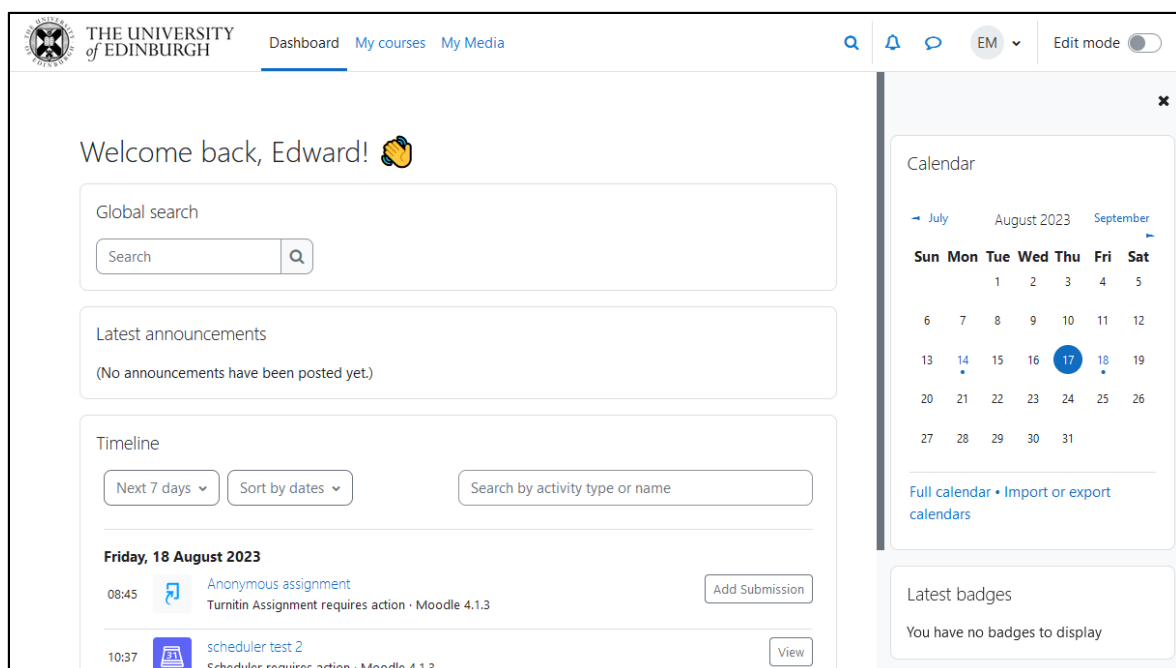 THE UNIVERSITY
of EDINBURGH
Dashboard My courses My Media
EM
Edit mode
Welcome back, Edward!
Global search
Search
Latest announcements
(No announcements have been posted yet.)
Timeline
Next 7 days
Sort by dates
Search by activity type or name
Friday, 18 August 2023
08:45
Anonymous assignment
Turnitin Assignment requires action · Moodle 4.1.3
Add Submission
10:37
31
scheduler test 2
Scheduler requires action · Moodle 4.1.3
View
Calendar
◄ July August 2023 September ►
Sun Mon Tue Wed Thu Fri Sat
1 2 3 4 5
6 7 8 9 10 11 12
13 14 15 16 17 18 19
20 21 22 23 24 25 26
27 28 29 30 31
Full calendar • Import or export
calendars
Latest badges
You have no badges to display